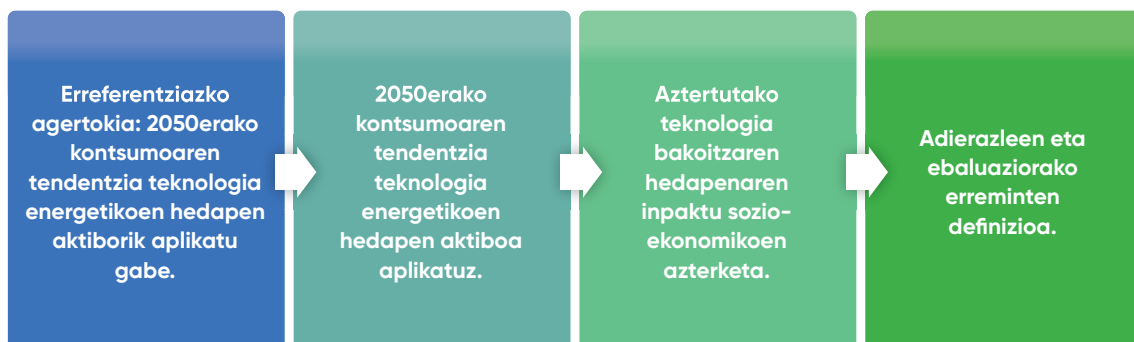 Erreferentziazko
agertokia: 2050erako
kontsumoaren
tendentzia teknologia
energetikoen hedapen
aktiborik aplikatu
gabe.
2050erako
kontsumoaren
tendentzia
teknologia
energetikoen
hedapen aktiboa
aplikatuz.
Aztertutako
teknologia
bakoitzaren
hedapenaren
inpaktu sozio-
ekonomikoen
azterketa.
Adierazleen eta
ebaluaziorako
erreminten
definizioa.